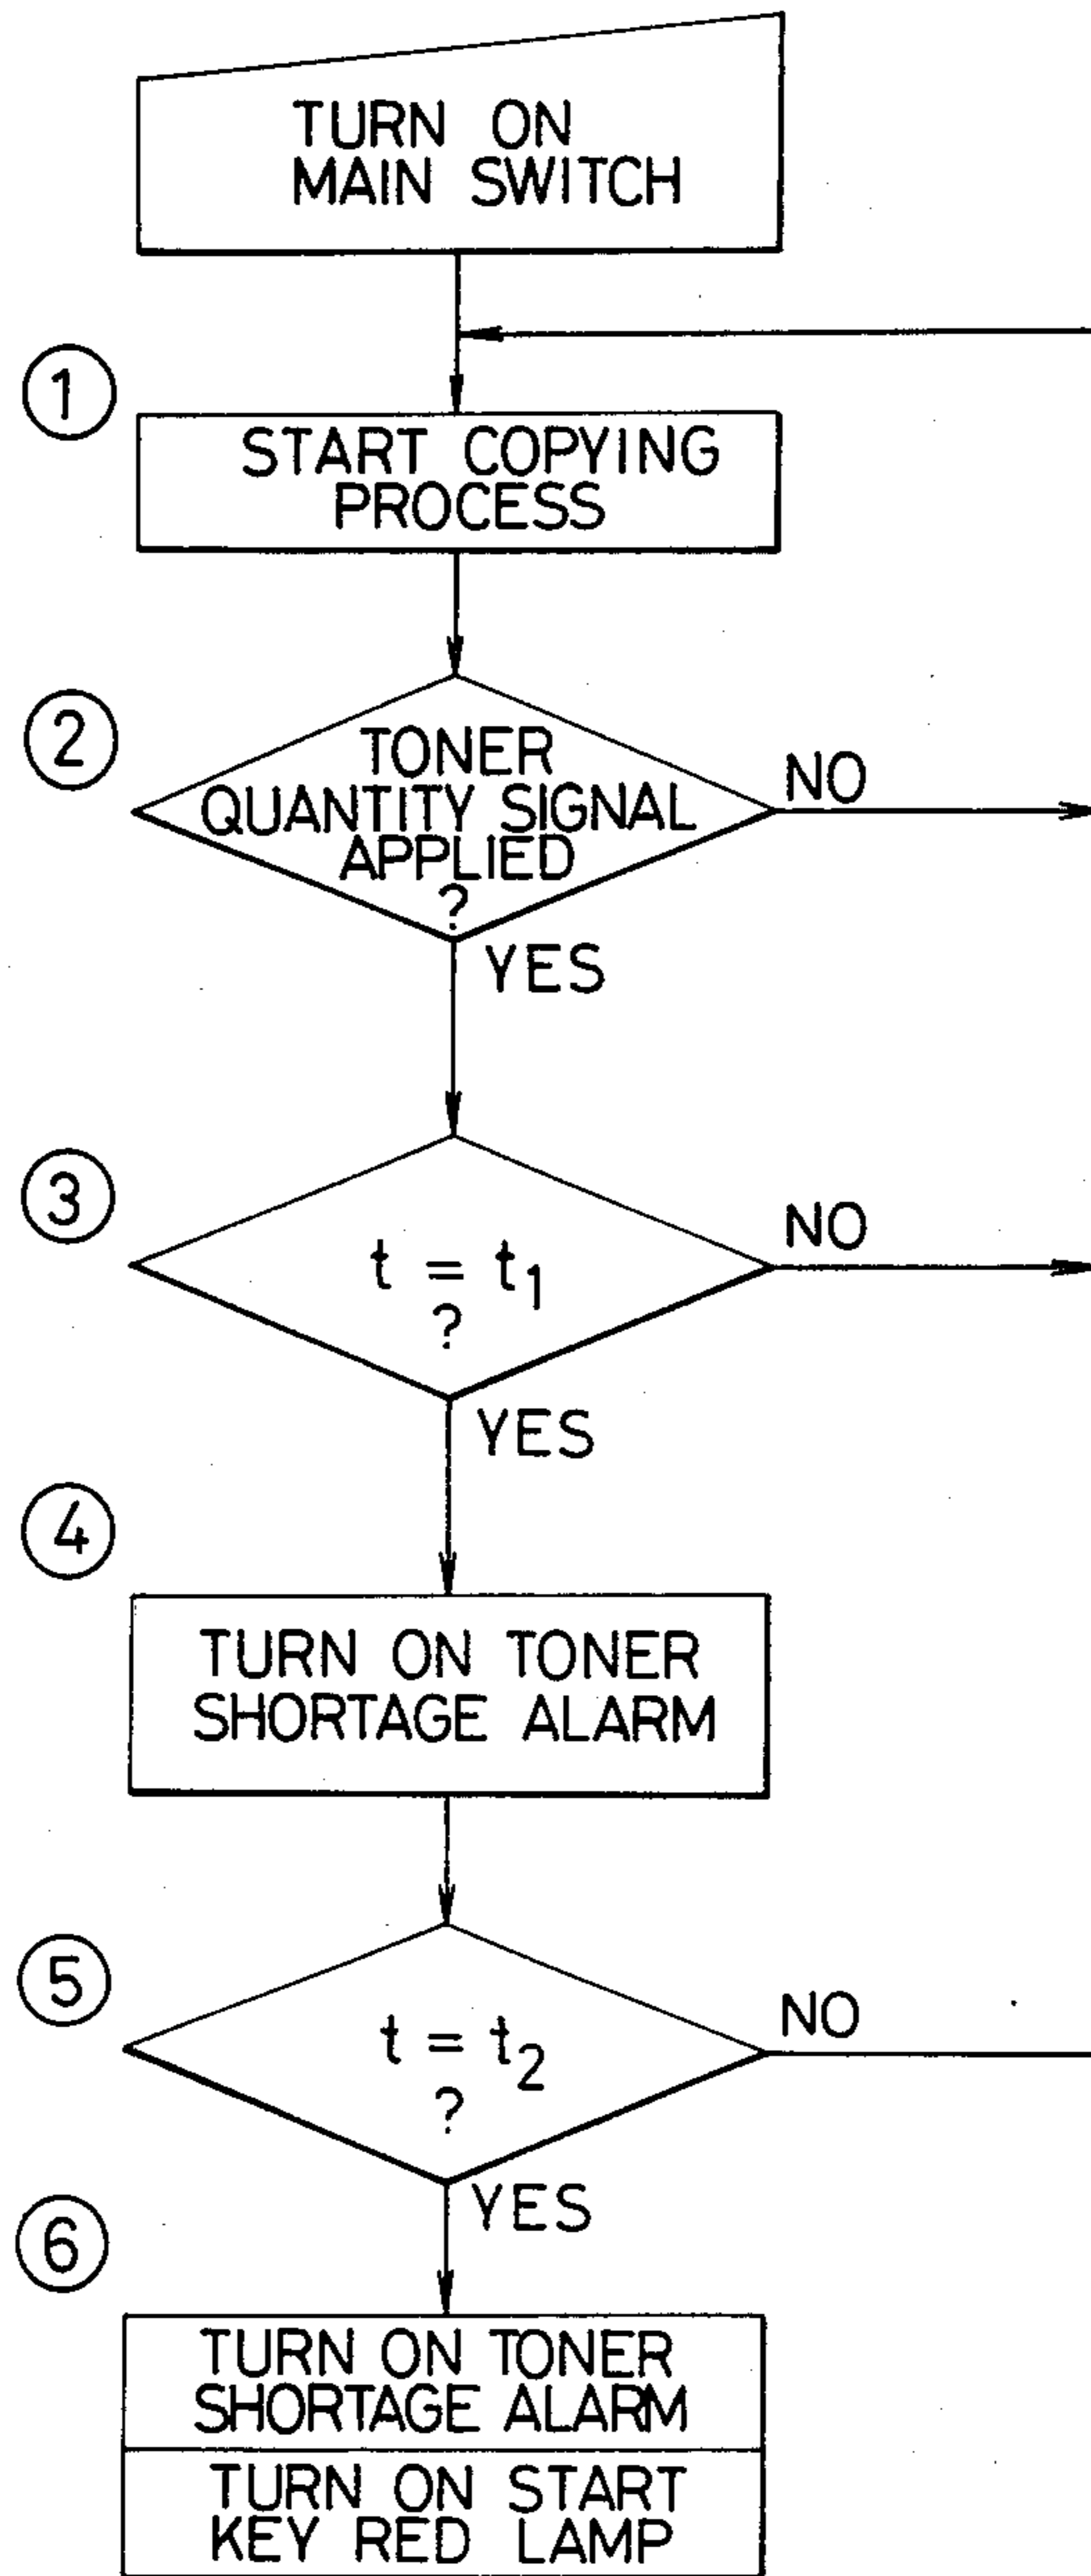 TURN ON
MAIN SWITCH
1
START COPYING
PROCESS
2
TONER
QUANTITY SIGNAL
APPLIED
?
NO
YES
3
t = t₁
?
NO
YES
4
TURN ON TONER
SHORTAGE ALARM
5
t = t₂
?
NO
YES
6
TURN ON TONER
SHORTAGE ALARM
TURN ON START
KEY RED LAMP